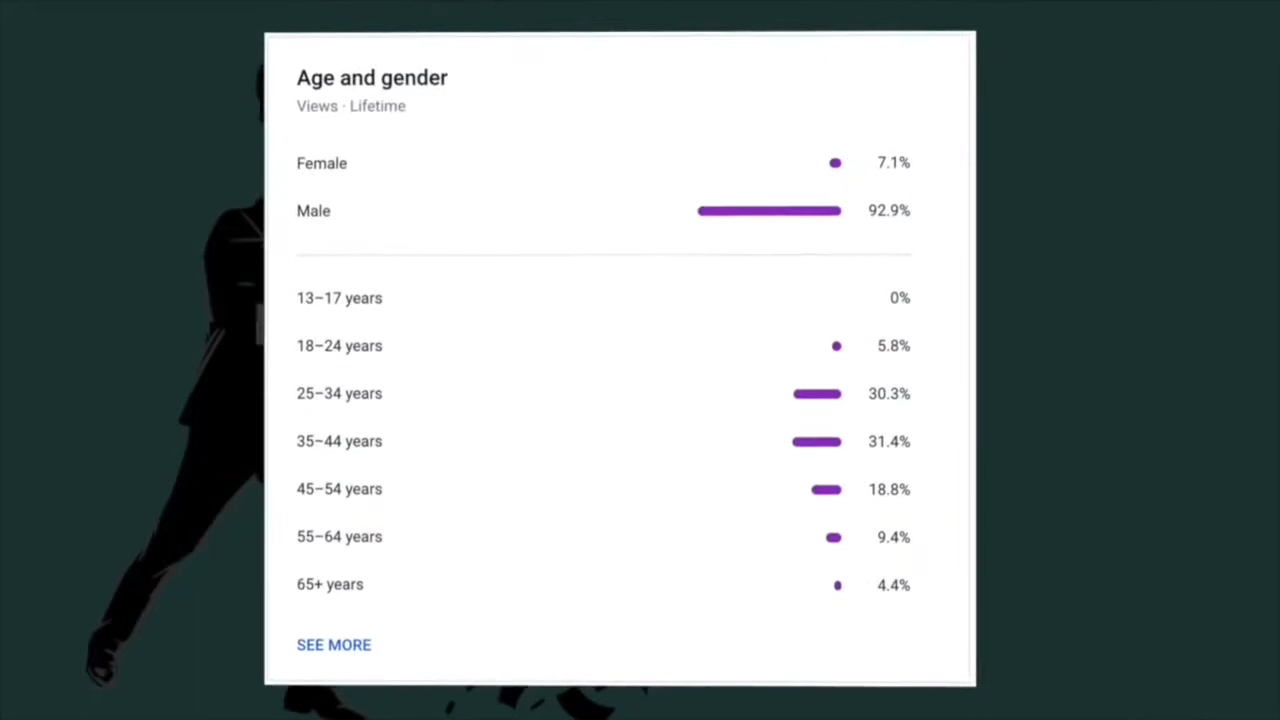 Age and gender
Views · Lifetime
Female 7.1%
Male 92.9%
13–17 years 0%
18–24 years 5.8%
25–34 years 30.3%
35–44 years 31.4%
45–54 years 18.8%
55–64 years 9.4%
65+ years 4.4%
SEE MORE